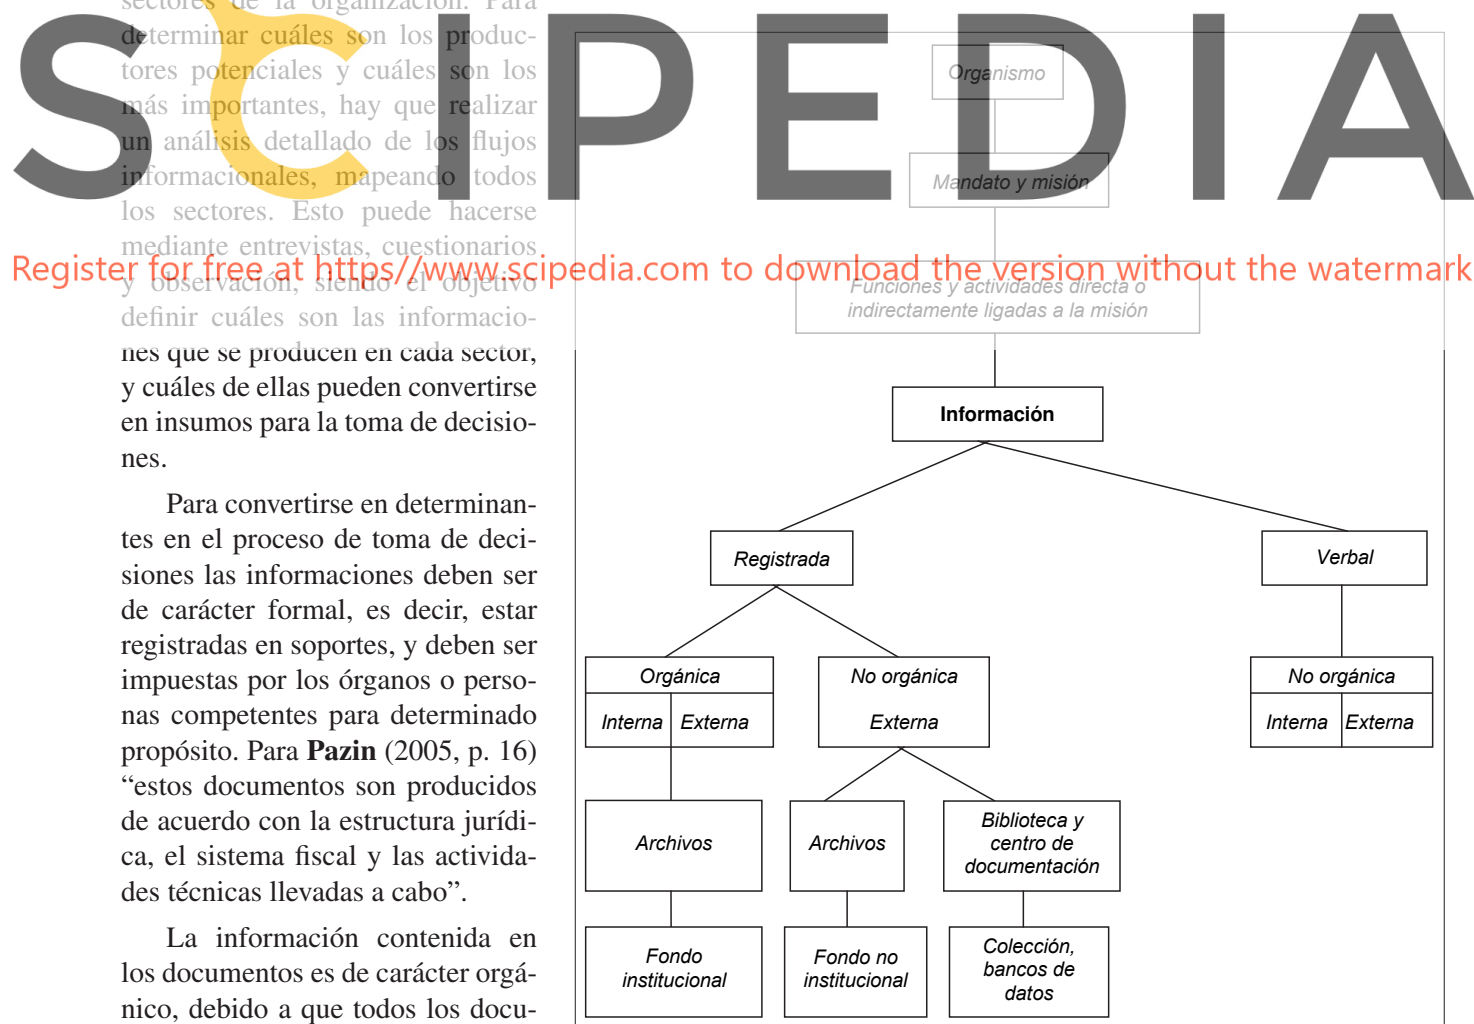 sectores de la organización. Para
determinar cuáles son los produc-
tores potenciales y cuáles son los
más importantes, hay que realizar
un análisis detallado de los flujos
informacionales, mapeando todos
los sectores. Esto puede hacerse
mediante entrevistas, cuestionarios
y observación, siendo el objetivo
definir cuáles son las informacio-
nes que se producen en cada sector,
y cuáles de ellas pueden convertirse
en insumos para la toma de decisio-
nes.
Para convertirse en determinan-
tes en el proceso de toma de deci-
siones las informaciones deben ser
de carácter formal, es decir, estar
registradas en soportes, y deben ser
impuestas por los órganos o perso-
nas competentes para determinado
propósito. Para Pazin (2005, p. 16)
“estos documentos son producidos
de acuerdo con la estructura jurídi-
ca, el sistema fiscal y las activida-
des técnicas llevadas a cabo”.
La información contenida en
los documentos es de carácter orgá-
nico, debido a que todos los docu-
SCIPEDIA
Register for free at https//www.scipedia.com to download the version without the watermark
Organismo
Mandato y misión
Funciones y actividades directa o
indirectamente ligadas a la misión
Información
Registrada
Verbal
Orgánica
Interna Externa
No orgánica
Externa
No orgánica
Interna Externa
Archivos
Archivos
Biblioteca y
centro de
documentación
Fondo
institucional
Fondo no
institucional
Colección,
bancos de
datos